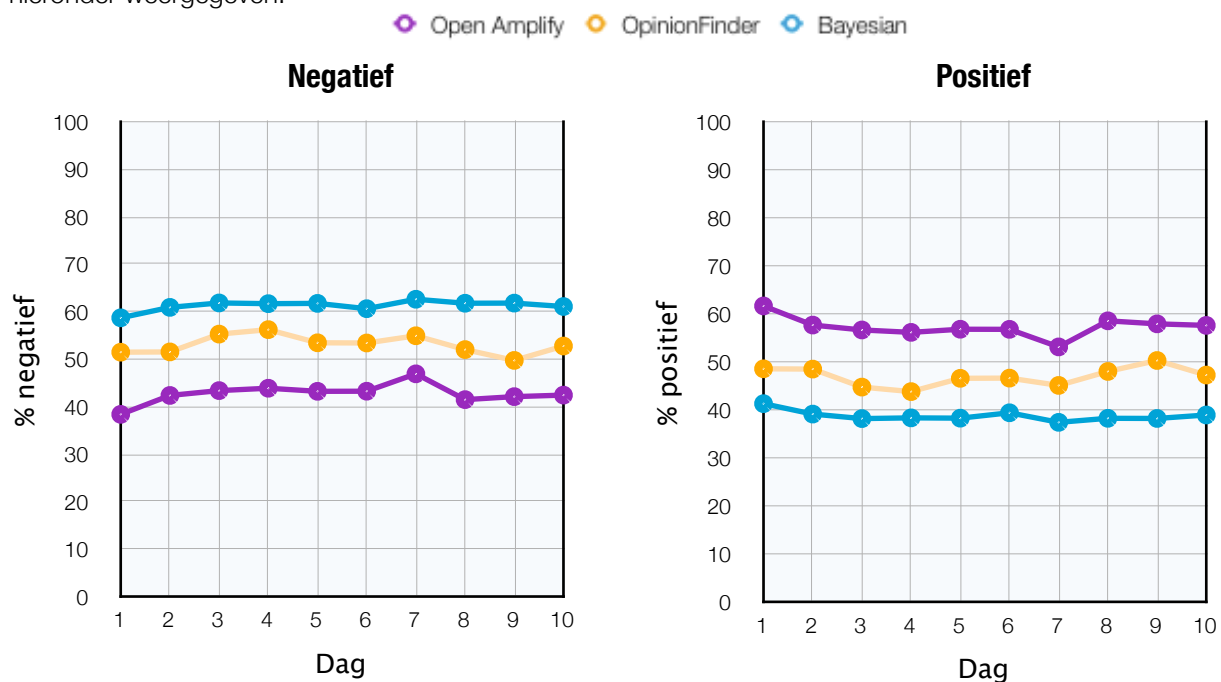 hieronder weergegeven.
Open Amplify OpinionFinder Bayesian
Negatief
100
90
80
70
60
50
40
30
20
10
0
% negatief
1 2 3 4 5 6 7 8 9 10
Dag
Positief
100
90
80
70
60
50
40
30
20
10
0
% positief
1 2 3 4 5 6 7 8 9 10
Dag